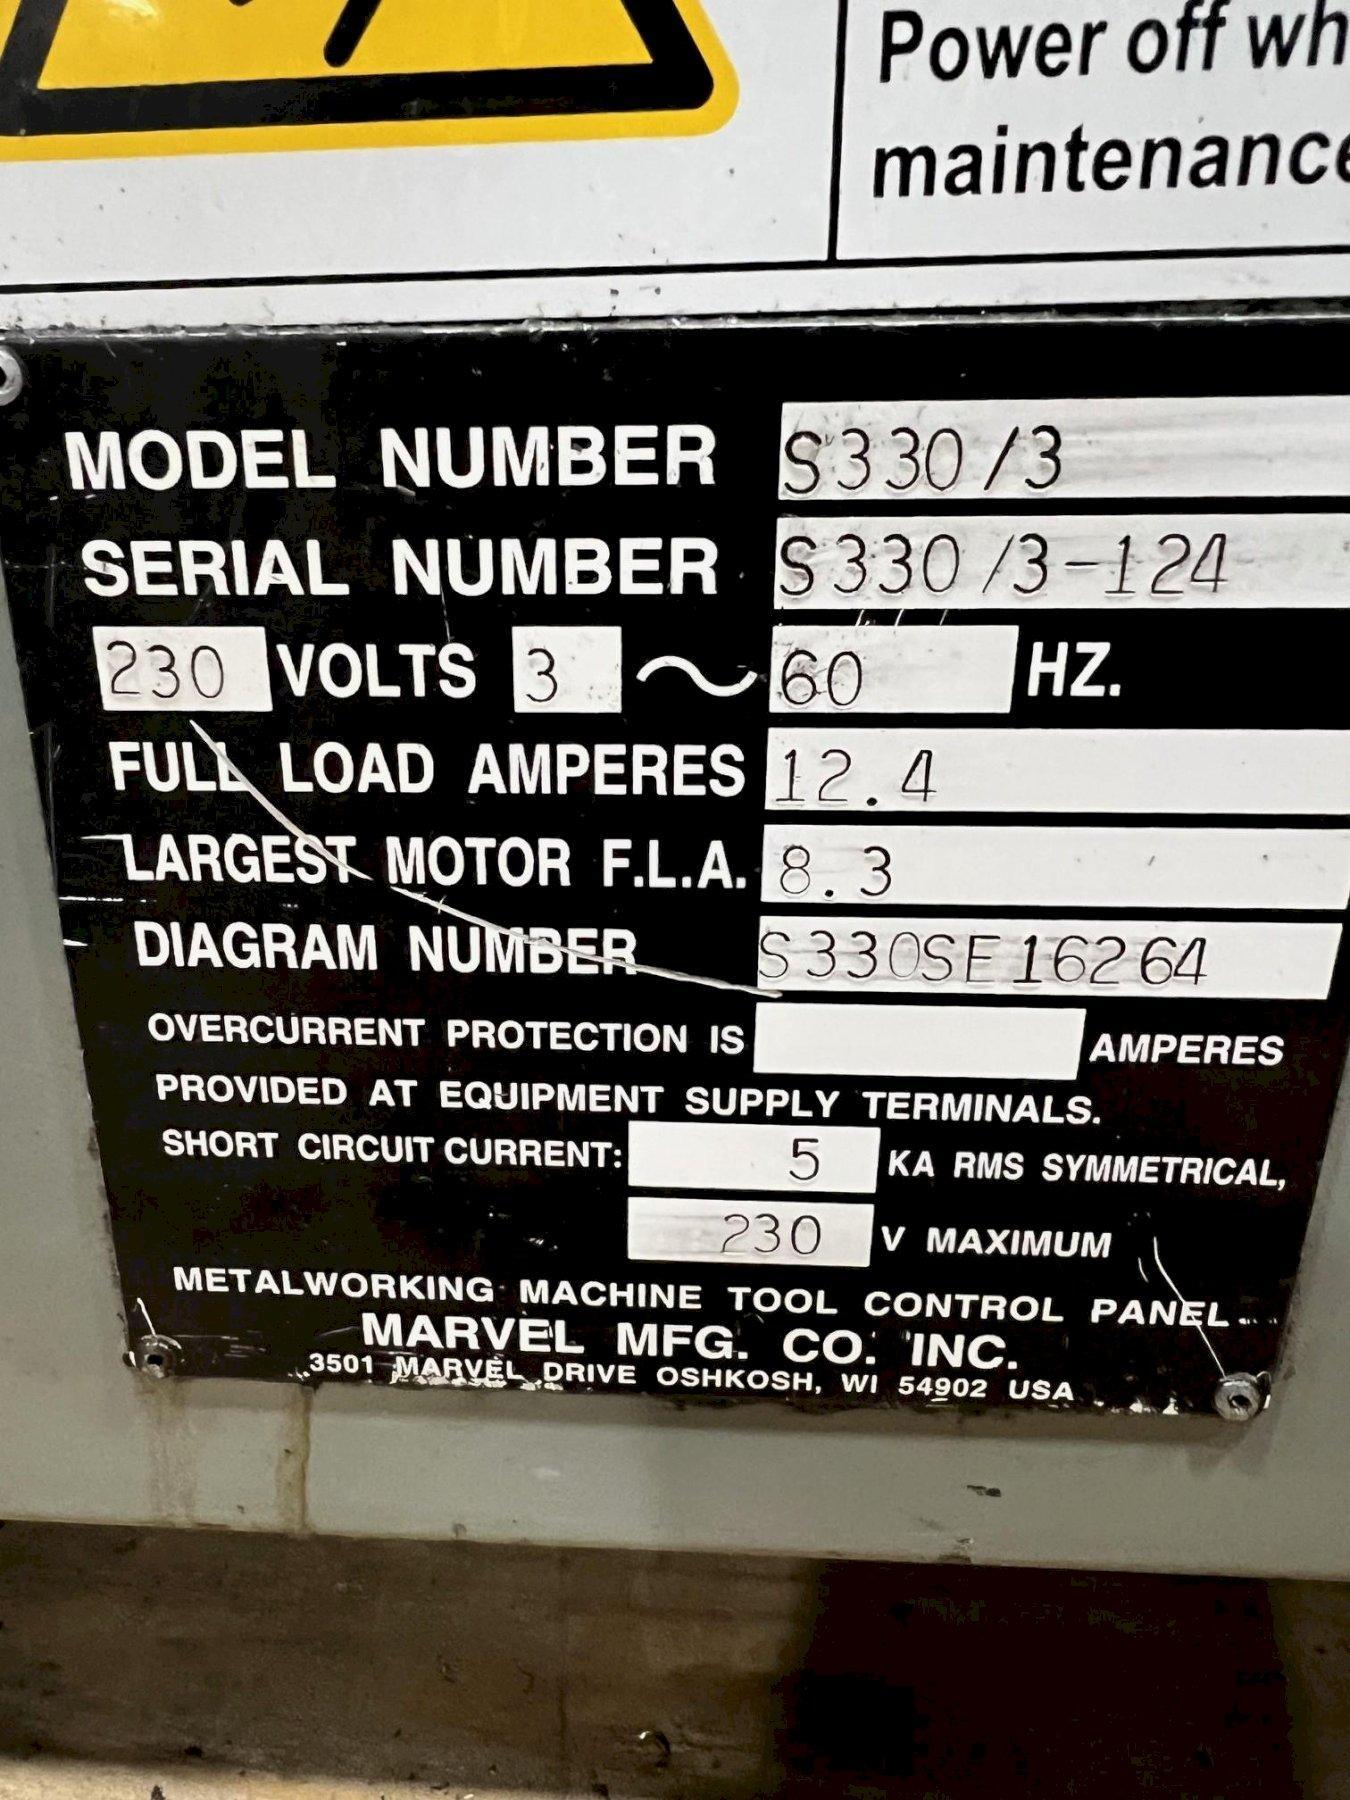 Power off wh
maintenance
MODEL NUMBER S330/3
SERIAL NUMBER S330/3-124
230 VOLTS 3 ~ 60 HZ.
FULL LOAD AMPERES 12.4
LARGEST MOTOR F.L.A. 8.3
DIAGRAM NUMBER S330SE16264
OVERCURRENT PROTECTION IS AMPERES
PROVIDED AT EQUIPMENT SUPPLY TERMINALS.
SHORT CIRCUIT CURRENT: 5 KA RMS SYMMETRICAL,
230 V MAXIMUM
METALWORKING MACHINE TOOL CONTROL PANEL
MARVEL MFG. CO. INC.
3501 MARVEL DRIVE OSHKOSH, WI 54902 USA